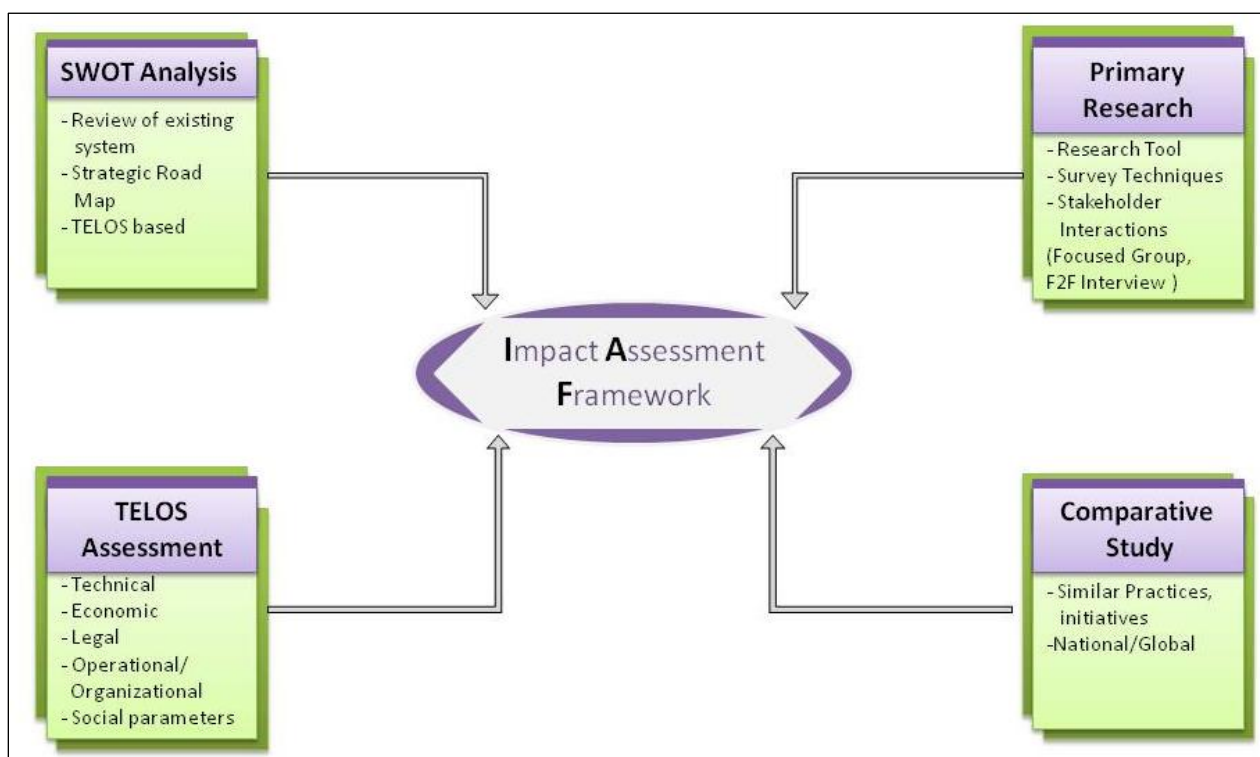 SWOT Analysis
- Review of existing
system
- Strategic Road
Map
- TELOS based
Primary
Research
- Research Tool
- Survey Techniques
- Stakeholder
Interactions
(Focused Group,
F2F Interview )
Impact Assessment
Framework
TELOS
Assessment
- Technical
- Economic
- Legal
- Operational/
Organizational
- Social parameters
Comparative
Study
- Similar Practices,
initiatives
-National/Global